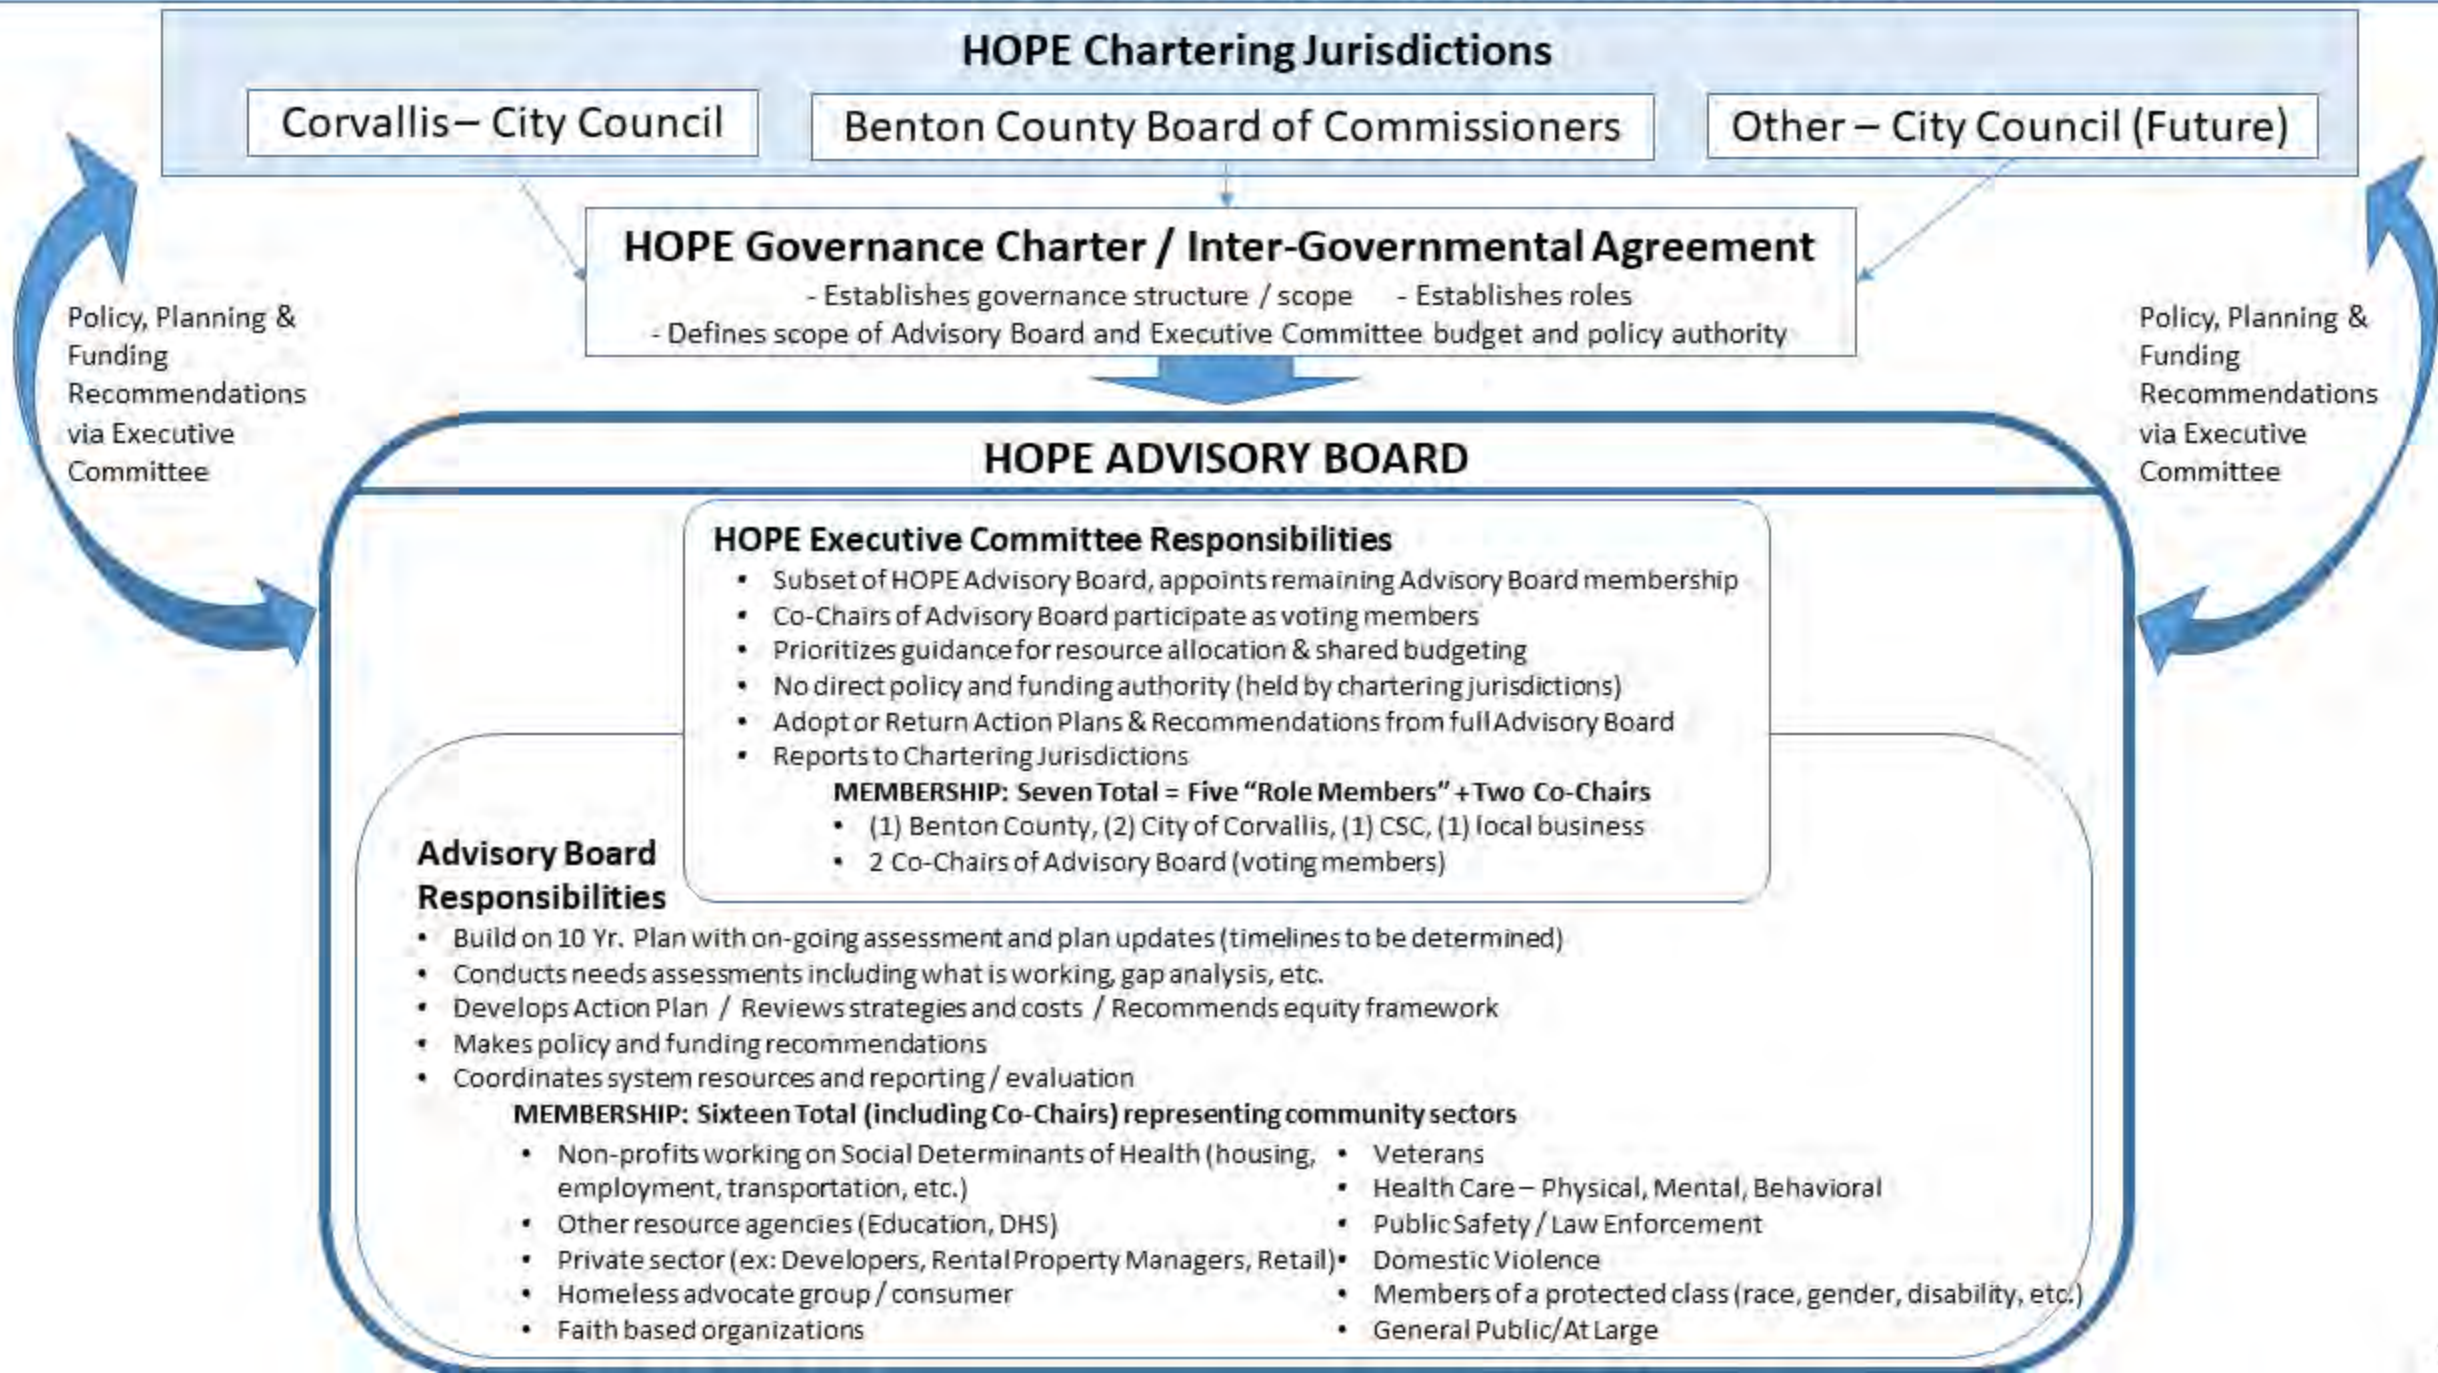 HOPE Chartering Jurisdictions
Corvallis – City Council
Benton County Board of Commissioners
Other – City Council (Future)
HOPE Governance Charter / Inter-Governmental Agreement
- Establishes governance structure / scope - Establishes roles
- Defines scope of Advisory Board and Executive Committee budget and policy authority
Policy, Planning &
Funding
Recommendations
via Executive
Committee
Policy, Planning &
Funding
Recommendations
via Executive
Committee
HOPE ADVISORY BOARD
HOPE Executive Committee Responsibilities
• Subset of HOPE Advisory Board, appoints remaining Advisory Board membership
• Co-Chairs of Advisory Board participate as voting members
• Prioritizes guidance for resource allocation & shared budgeting
• No direct policy and funding authority (held by chartering jurisdictions)
• Adopt or Return Action Plans & Recommendations from full Advisory Board
• Reports to Chartering Jurisdictions
MEMBERSHIP: Seven Total = Five “Role Members” + Two Co-Chairs
• (1) Benton County, (2) City of Corvallis, (1) CSC, (1) local business
• 2 Co-Chairs of Advisory Board (voting members)
Advisory Board
Responsibilities
• Build on 10 Yr. Plan with on-going assessment and plan updates (timelines to be determined)
• Conducts needs assessments including what is working, gap analysis, etc.
• Develops Action Plan / Reviews strategies and costs / Recommends equity framework
• Makes policy and funding recommendations
• Coordinates system resources and reporting / evaluation
MEMBERSHIP: Sixteen Total (including Co-Chairs) representing community sectors
• Non-profits working on Social Determinants of Health (housing,
employment, transportation, etc.)
• Other resource agencies (Education, DHS)
• Private sector (ex: Developers, Rental Property Managers, Retail)
• Homeless advocate group / consumer
• Faith based organizations
• Veterans
• Health Care – Physical, Mental, Behavioral
• Public Safety / Law Enforcement
• Domestic Violence
• Members of a protected class (race, gender, disability, etc.)
• General Public/At Large